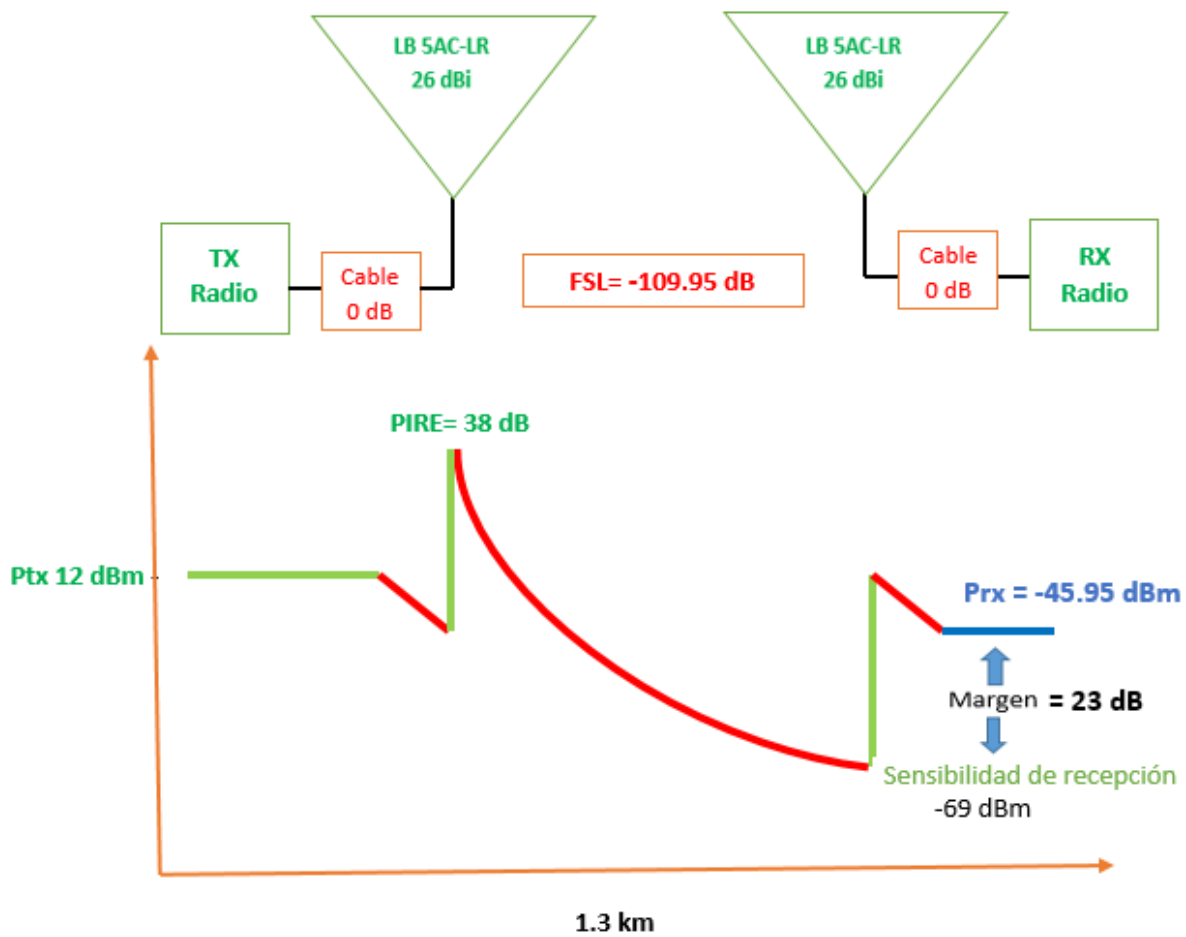 LB 5AC-LR
26 dBi
LB 5AC-LR
26 dBi
TX
Radio
Cable
0 dB
FSL= -109.95 dB
Cable
0 dB
RX
Radio
PIRE= 38 dB
Ptx 12 dBm
Prx = -45.95 dBm
Margen = 23 dB
Sensibilidad de recepción
-69 dBm
1.3 km